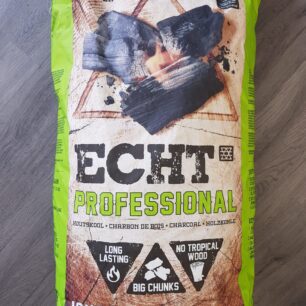 ECHT
PROFESSIONAL
HOUTSKOOL • CHARBON DE BOIS • CHARCOAL • HOLZKOHLE
LONG
LASTING
NO TROPICAL
WOOD
BIG CHUNKS